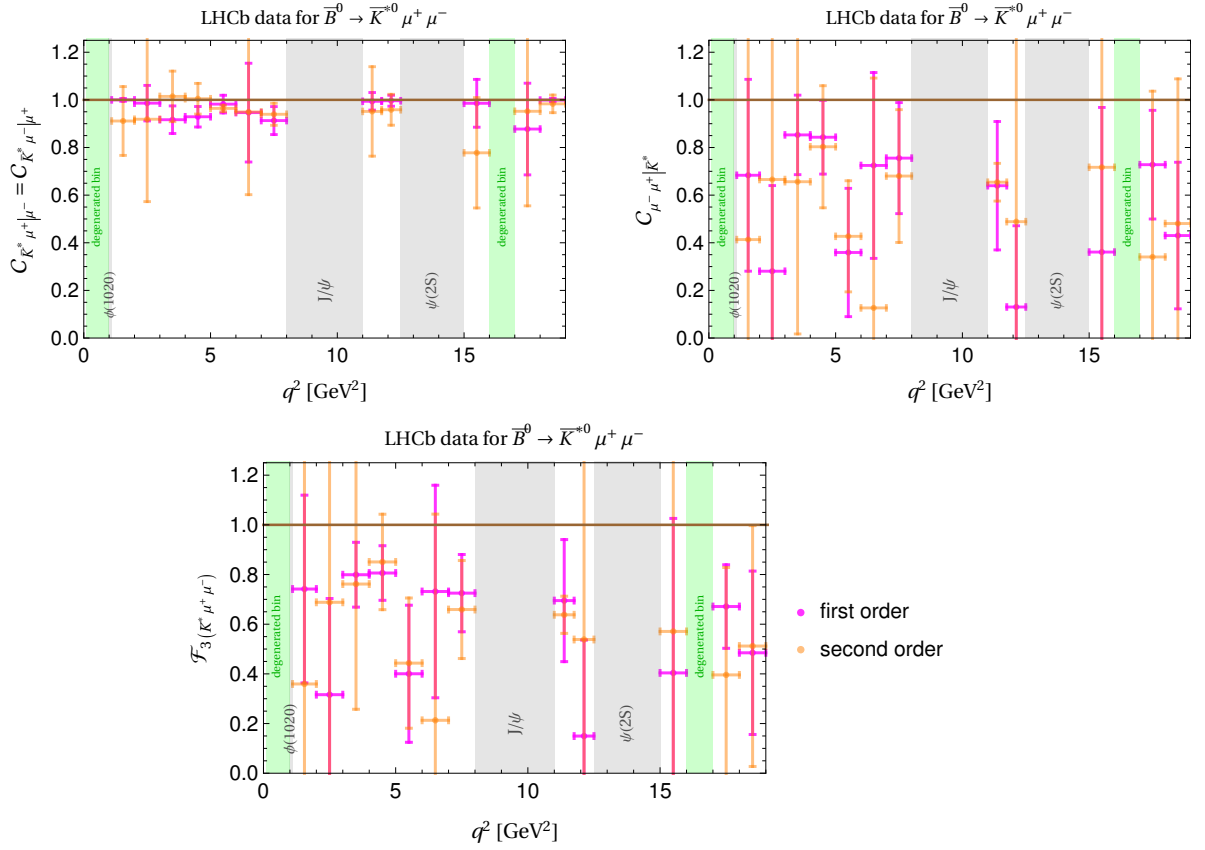 LHCb data for B̅⁰ → K̅*⁰ μ⁺ μ⁻
C_K̅* μ⁺|μ⁻ = C_K̅* μ⁻|μ⁺
1.2
1.0
0.8
0.6
0.4
0.2
0.0
degenerated bin
ϕ(1020)
J/ψ
ψ(2S)
degenerated bin
0 5 10 15
q² [GeV²]
LHCb data for B̅⁰ → K̅*⁰ μ⁺ μ⁻
C_μ⁻ μ⁺|K̅*
1.2
1.0
0.8
0.6
0.4
0.2
0.0
degenerated bin
ϕ(1020)
J/ψ
ψ(2S)
degenerated bin
0 5 10 15
q² [GeV²]
LHCb data for B̅⁰ → K̅*⁰ μ⁺ μ⁻
F₃(K̅* μ⁺ μ⁻)
1.2
1.0
0.8
0.6
0.4
0.2
0.0
degenerated bin
ϕ(1020)
J/ψ
ψ(2S)
degenerated bin
0 5 10 15
q² [GeV²]
first order
second order